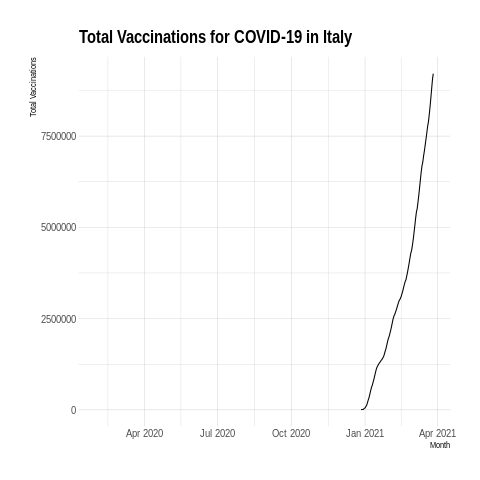 Total Vaccinations for COVID-19 in Italy
Total Vaccinations
7500000
5000000
2500000
0
Apr 2020
Jul 2020
Oct 2020
Jan 2021
Apr 2021
Month